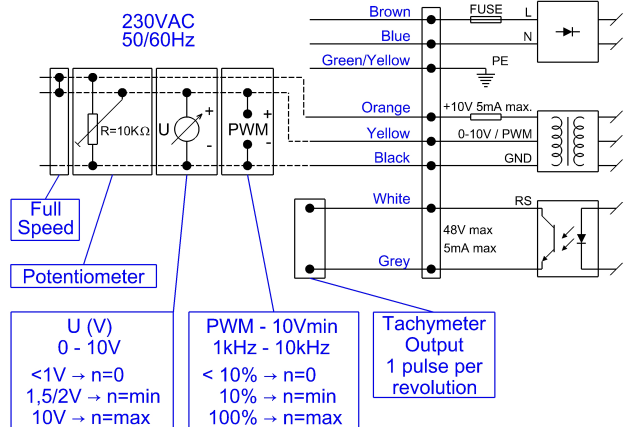 230VAC
50/60Hz
Brown
FUSE
L
Blue
N
Green/Yellow
PE
Orange
+10V 5mA max.
Yellow
0-10V / PWM
Black
GND
R=10KΩ
U
+
-
PWM
+
-
White
RS
48V max
5mA max
Grey
Full
Speed
Potentiometer
U (V)
0 - 10V
<1V → n=0
1,5/2V → n=min
10V → n=max
PWM - 10Vmin
1kHz - 10kHz
< 10% → n=0
10% → n=min
100% → n=max
Tachymeter
Output
1 pulse per
revolution